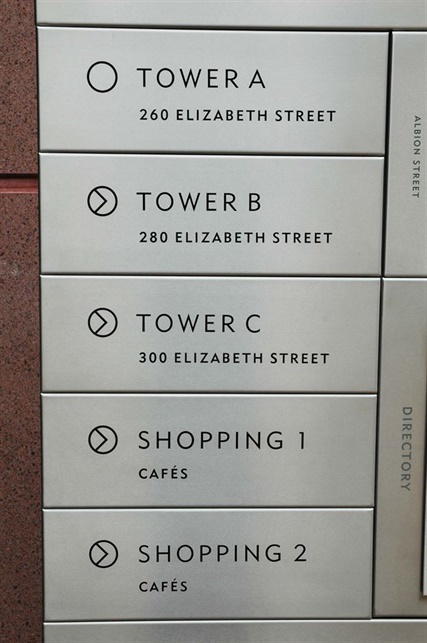 TOWER A
260 ELIZABETH STREET
TOWER B
280 ELIZABETH STREET
TOWER C
300 ELIZABETH STREET
SHOPPING 1
CAFÉS
SHOPPING 2
CAFÉS
ALBION STREET
DIRECTORY